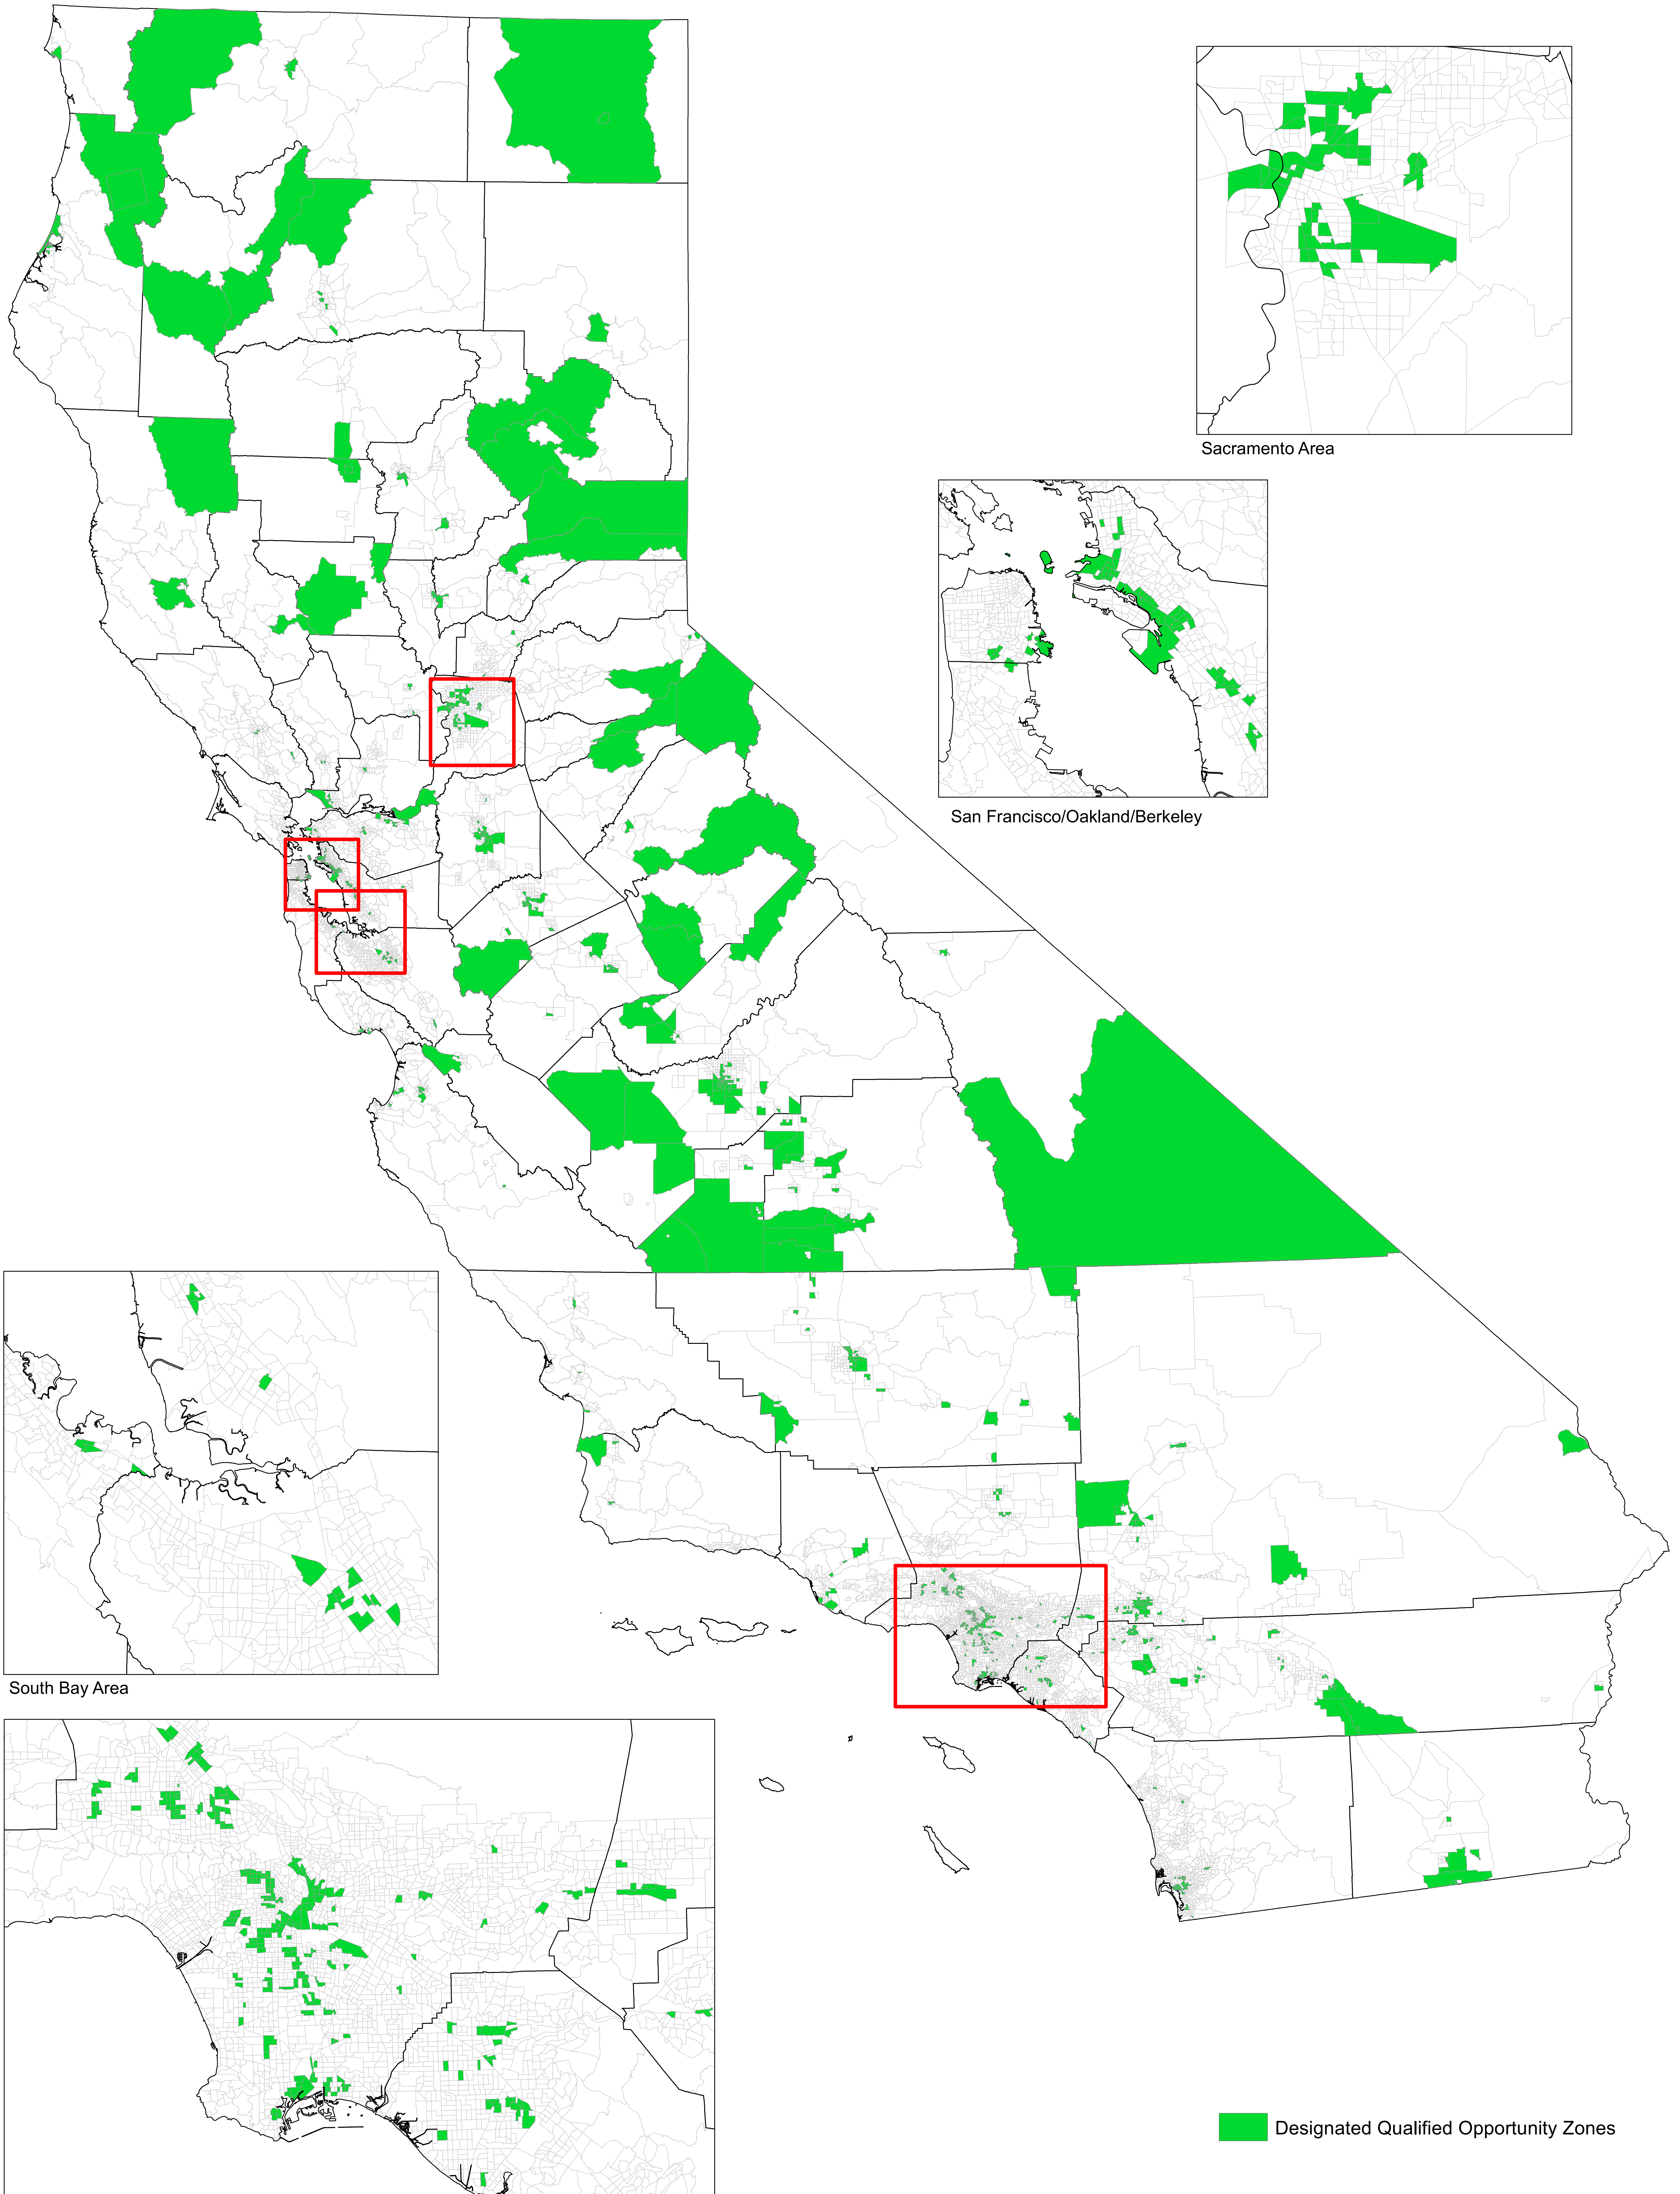 Sacramento Area
San Francisco/Oakland/Berkeley
South Bay Area
Designated Qualified Opportunity Zones